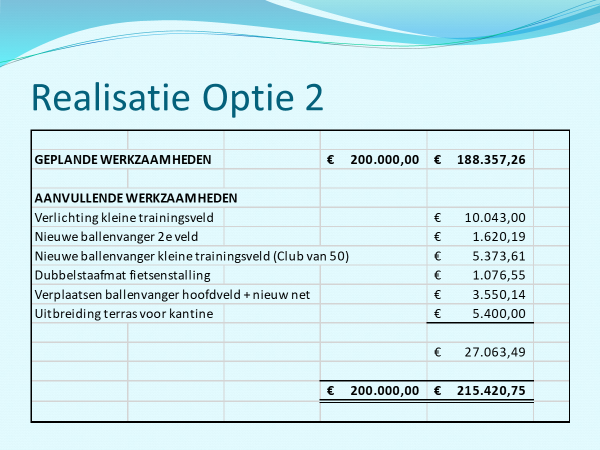 Realisatie Optie 2
GEPLANDE WERKZAAMHEDEN € 200.000,00 € 188.357,26
AANVULLENDE WERKZAAMHEDEN
Verlichting kleine trainingsveld € 10.043,00
Nieuwe ballenvanger 2e veld € 1.620,19
Nieuwe ballenvanger kleine trainingsveld (Club van 50) € 5.373,61
Dubbelstaafmat fietsenstalling € 1.076,55
Verplaatsen ballenvanger hoofdveld + nieuw net € 3.550,14
Uitbreiding terras voor kantine € 5.400,00
€ 27.063,49
€ 200.000,00 € 215.420,75